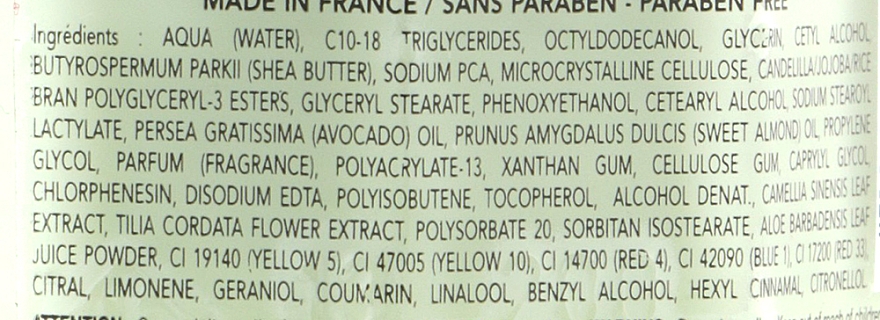 MADE IN FRANCE / SANS PARABEN - PARABEN FREE
Ingrédients : AQUA (WATER), C10-18 TRIGLYCERIDES, OCTYLDODECANOL, GLYCERIN, CETYL ALCOHOL,
BUTYROSPERMUM PARKII (SHEA BUTTER), SODIUM PCA, MICROCRYSTALLINE CELLULOSE, CANDELILLA/JOJOBA/RICE
BRAN POLYGLYCERYL-3 ESTERS, GLYCERYL STEARATE, PHENOXYETHANOL, CETEARYL ALCOHOL SODIUM STEAROYL
LACTYLATE, PERSEA GRATISSIMA (AVOCADO) OIL, PRUNUS AMYGDALUS DULCIS (SWEET ALMOND) OIL, PROPYLENE
GLYCOL, PARFUM (FRAGRANCE), POLYACRYLATE-13, XANTHAN GUM, CELLULOSE GUM, CAPRYLYL GLYCOL,
CHLORPHENESIN, DISODIUM EDTA, POLYISOBUTENE, TOCOPHEROL, ALCOHOL DENAT., CAMELLIA SINENSIS LEAF
EXTRACT, TILIA CORDATA FLOWER EXTRACT, POLYSORBATE 20, SORBITAN ISOSTEARATE, ALOE BARBADENSIS LEAF
JUICE POWDER, CI 19140 (YELLOW 5), CI 47005 (YELLOW 10), CI 14700 (RED 4), CI 42090 (BLUE 1), CI 17200 (RED 33),
CITRAL, LIMONENE, GERANIOL, COUMARIN, LINALOOL, BENZYL ALCOHOL, HEXYL CINNAMAL, CITRONELLOL.